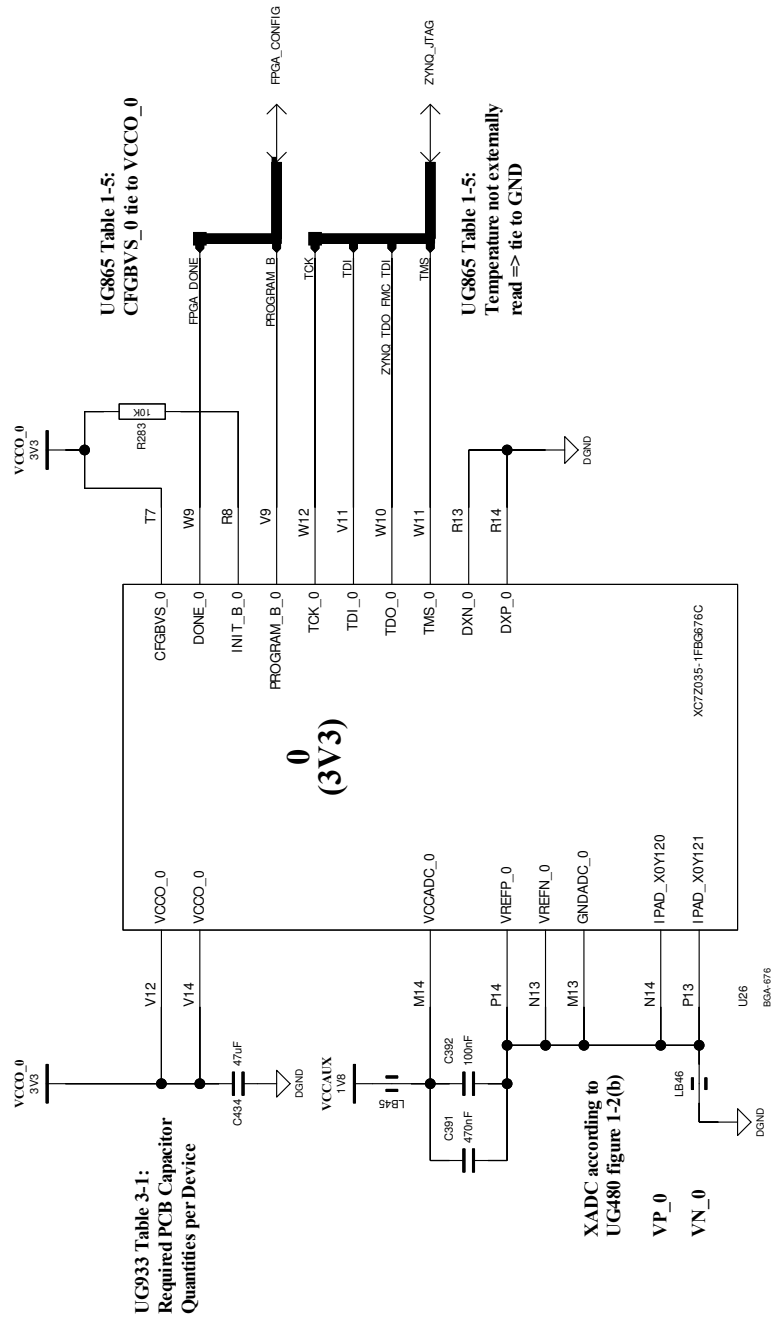 UG933 Table 3-1:
Required PCB Capacitor
Quantities per Device
VCCO_0
3V3
C434
47uF
DGND
V12
V14
VCCAUX
1V8
LB45
C391
470nF
C392
100nF
M14
P14
N13
M13
N14
P13
XADC according to
UG480 figure 1-2(b)
VP_0
VN_0
LB46
DGND
U26
BGA-676
VCCO_0
VCCO_0
VCCADC_0
VREFP_0
VREFN_0
GNDADC_0
IPAD_X0Y120
IPAD_X0Y121
0
(3V3)
XC7Z035-1FBG676C
CFGBVS_0
DONE_0
INIT_B_0
PROGRAM_B_0
TCK_0
TDI_0
TDO_0
TMS_0
DXN_0
DXP_0
T7
W9
R8
V9
W12
V11
W10
W11
R13
R14
VCCO_0
3V3
R283
10K
DGND
UG865 Table 1-5:
CFGBVS_0 tie to VCCO_0
FPGA_DONE
PROGRAM_B
FPGA_CONFIG
TCK
TDI
ZYNQ_TDO_FMC_TDI
TMS
ZYNQ_JTAG
UG865 Table 1-5:
Temperature not externally
read => tie to GND